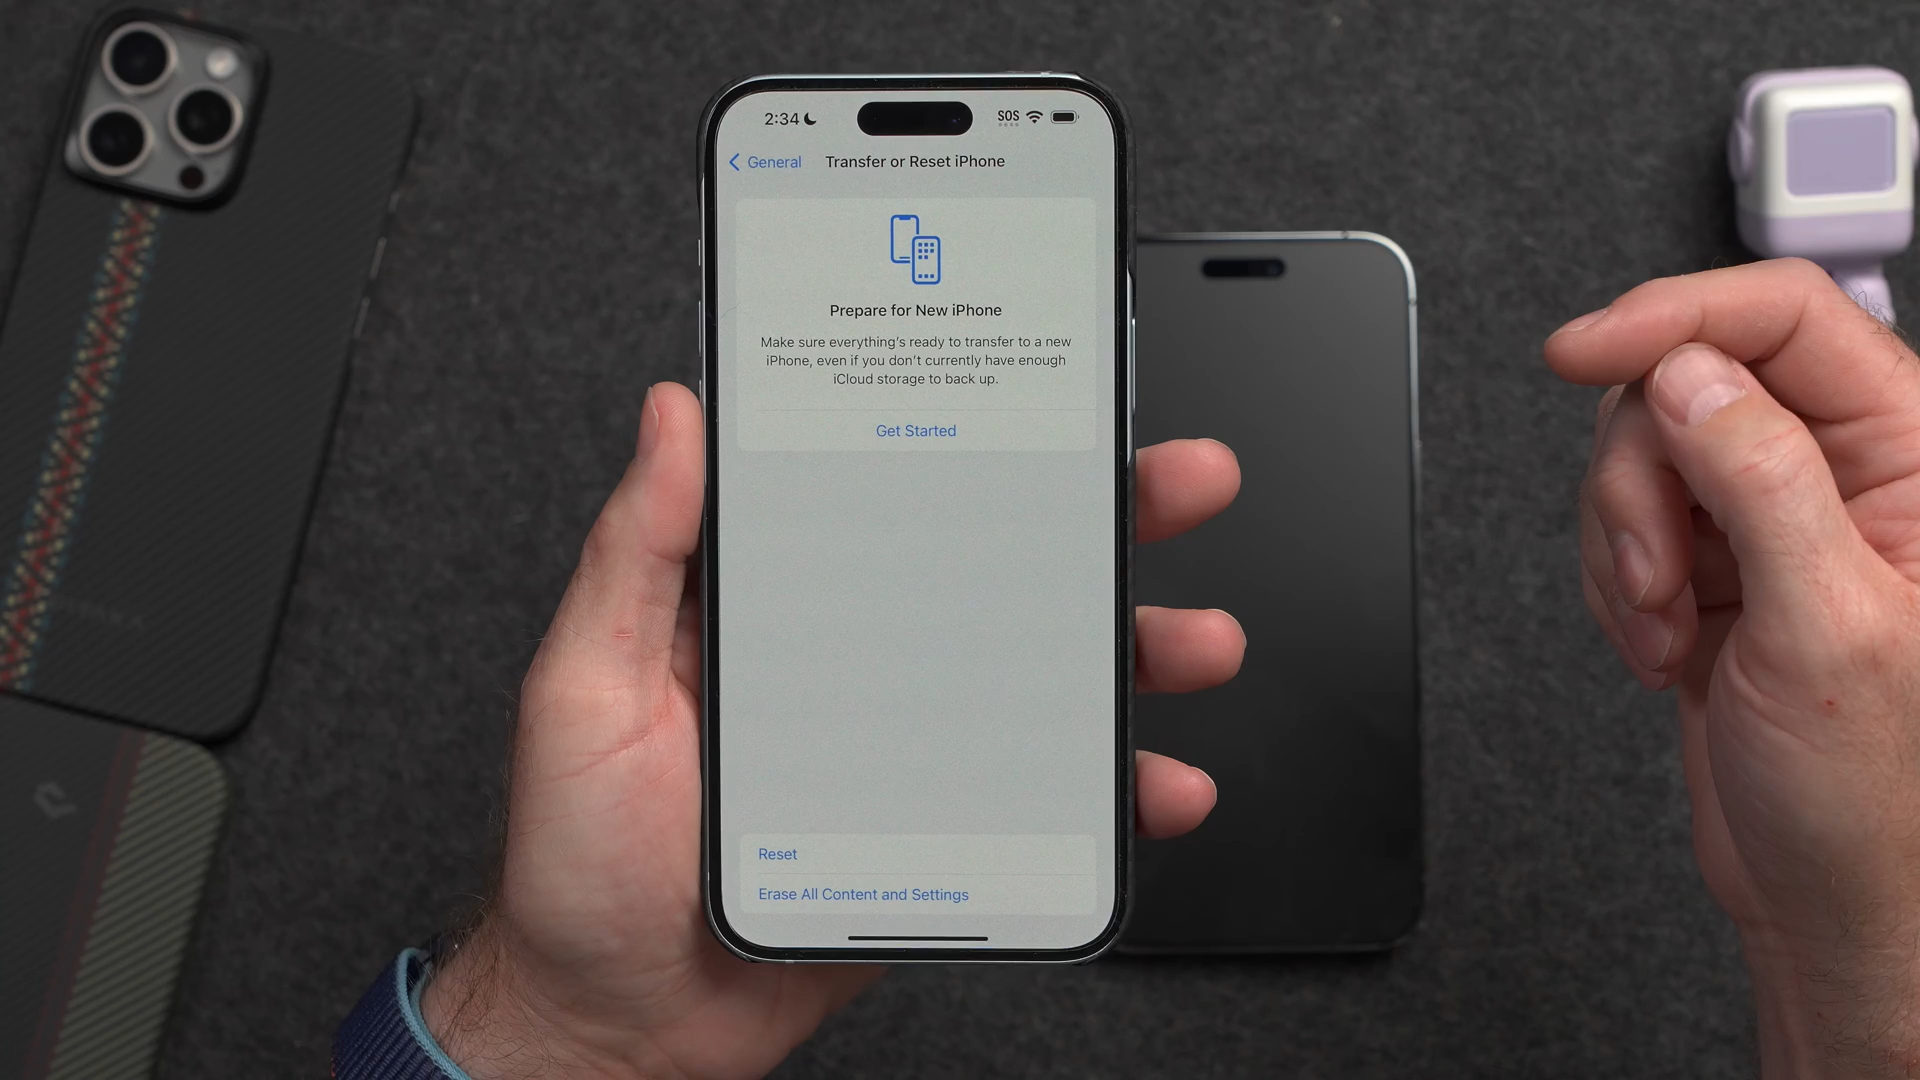 2:34 SOS
General Transfer or Reset iPhone
Prepare for New iPhone
Make sure everything's ready to transfer to a new
iPhone, even if you don't currently have enough
iCloud storage to back up.
Get Started
Reset
Erase All Content and Settings